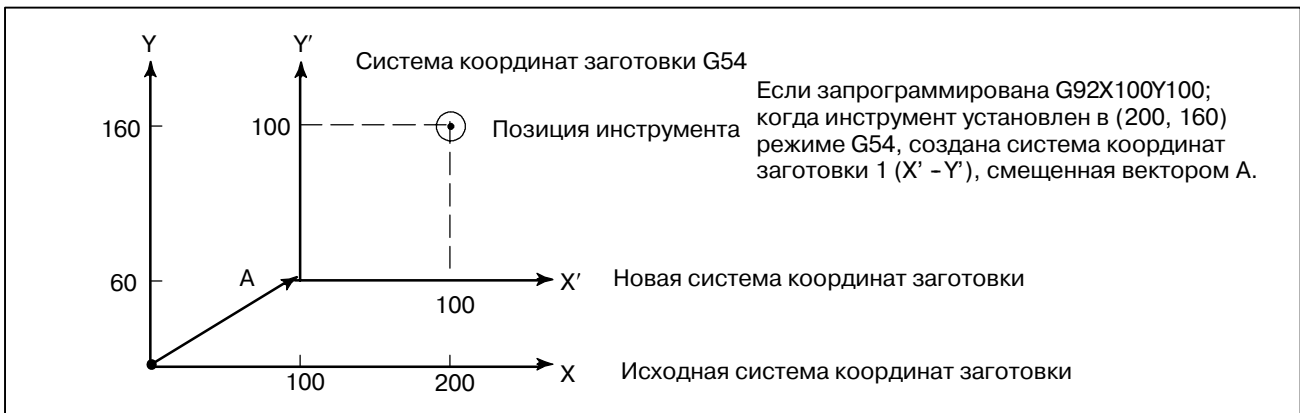 Y
Y′
Система координат заготовки G54
Если запрограммирована G92X100Y100;
когда инструмент установлен в (200, 160)
режиме G54, создана система координат
заготовки 1 (X’ –Y’), смещенная вектором A.
160
100
Позиция инструмента
60
A
X′
Новая система координат заготовки
100
100
200
X
Исходная система координат заготовки